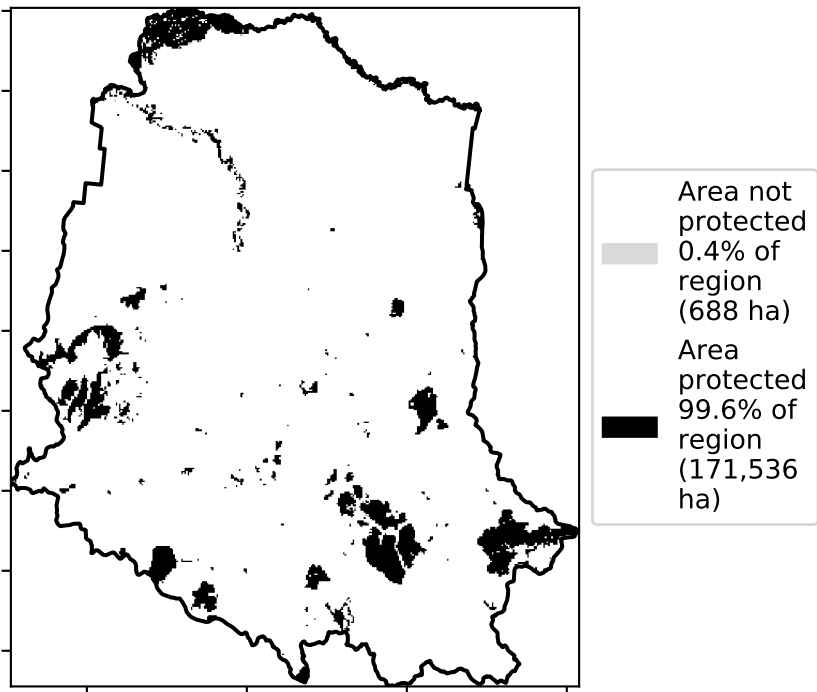 Area not
protected
0.4% of
region
(688 ha)
Area
protected
99.6% of
region
(171,536
ha)